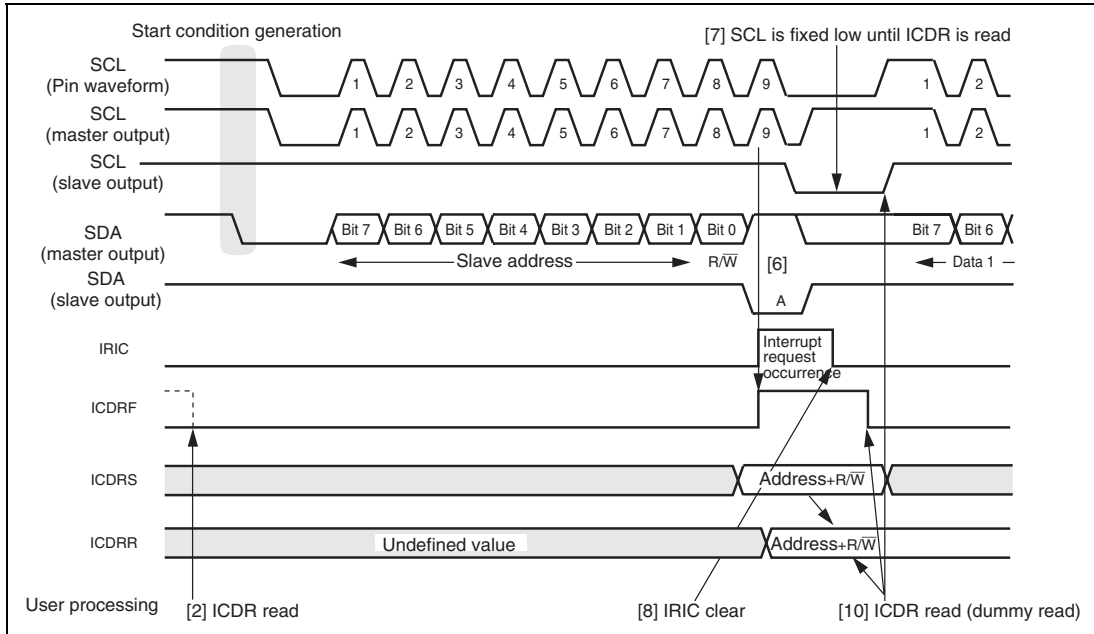 Start condition generation
[7] SCL is fixed low until ICDR is read
SCL
(Pin waveform)
1 2 3 4 5 6 7 8 9 1 2
SCL
(master output)
1 2 3 4 5 6 7 8 9 1 2
SCL
(slave output)
SDA
(master output)
Bit 7 Bit 6 Bit 5 Bit 4 Bit 3 Bit 2 Bit 1 Bit 0 Bit 7 Bit 6
Slave address R/W̅ [6] Data 1
SDA
(slave output)
A
IRIC
Interrupt
request
occurrence
ICDRF
ICDRS
Address+R/W̅
ICDRR
Undefined value Address+R/W̅
User processing [2] ICDR read [8] IRIC clear [10] ICDR read (dummy read)